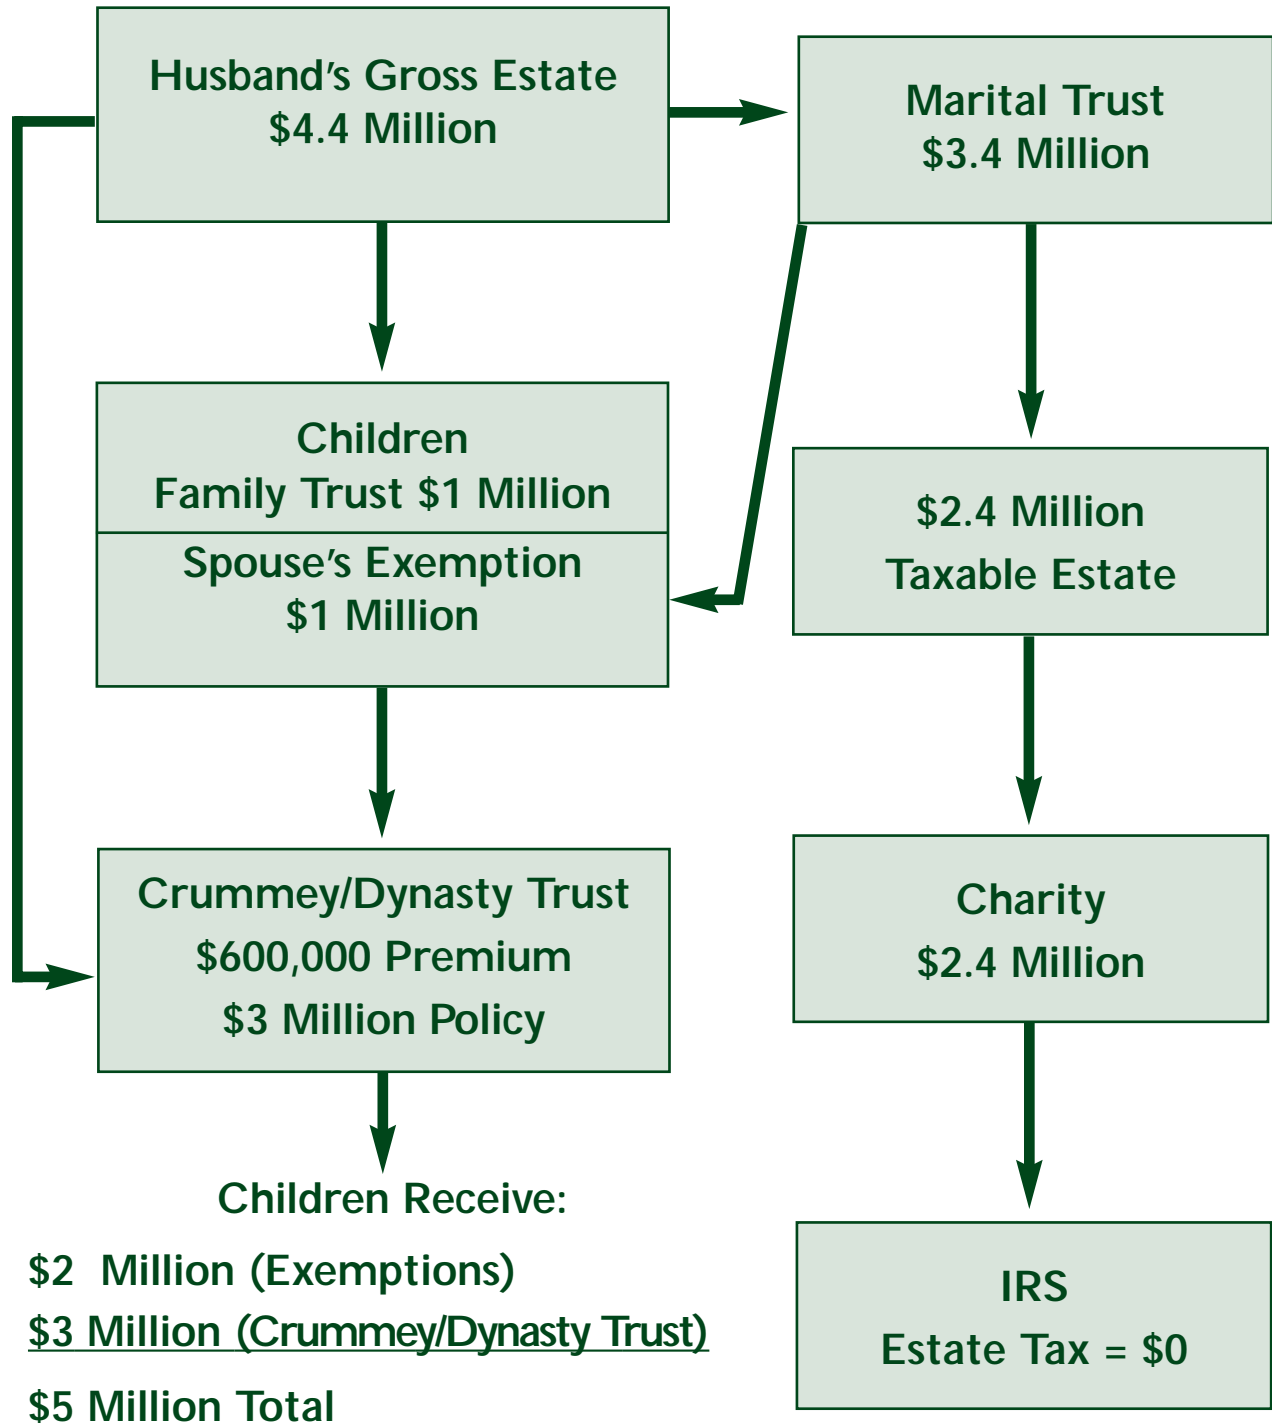 Husband's Gross Estate
$4.4 Million
Marital Trust
$3.4 Million
Children
Family Trust $1 Million
Spouse's Exemption
$1 Million
$2.4 Million
Taxable Estate
Crummey/Dynasty Trust
$600,000 Premium
$3 Million Policy
Charity
$2.4 Million
Children Receive:
$2 Million (Exemptions)
$3 Million (Crummey/Dynasty Trust)
$5 Million Total
IRS
Estate Tax = $0